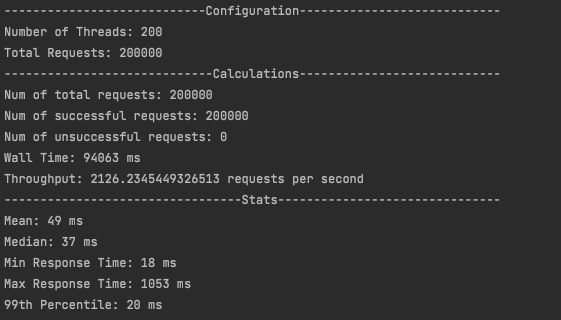 ----------------------------Configuration----------------------------
Number of Threads: 200
Total Requests: 200000
-----------------------------Calculations----------------------------
Num of total requests: 200000
Num of successful requests: 200000
Num of unsuccessful requests: 0
Wall Time: 94063 ms
Throughput: 2126.2345449326513 requests per second
---------------------------------Stats-------------------------------
Mean: 49 ms
Median: 37 ms
Min Response Time: 18 ms
Max Response Time: 1053 ms
99th Percentile: 20 ms